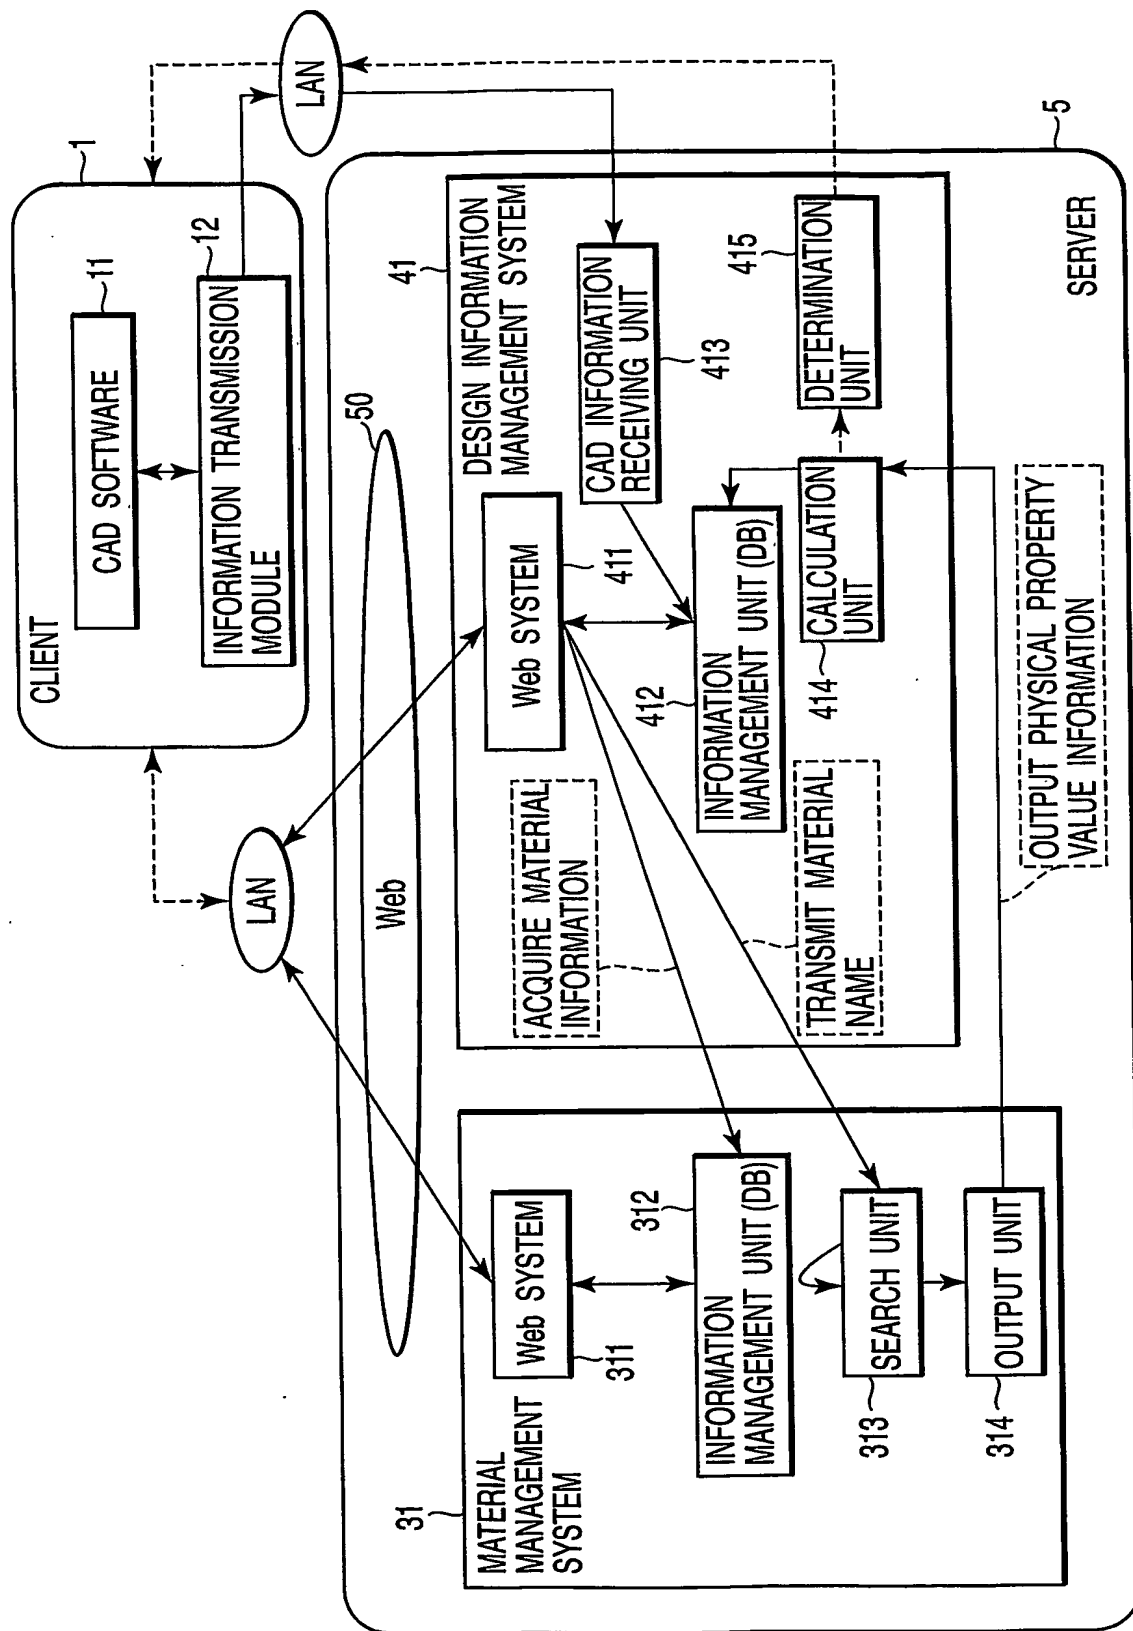 1
CLIENT
11
CAD SOFTWARE
12
INFORMATION TRANSMISSION
MODULE
LAN
LAN
5
SERVER
50
Web
31
MATERIAL
MANAGEMENT
SYSTEM
Web SYSTEM
311
312
INFORMATION
MANAGEMENT UNIT (DB)
SEARCH UNIT
313
OUTPUT UNIT
314
41
DESIGN INFORMATION
MANAGEMENT SYSTEM
Web SYSTEM
411
CAD INFORMATION
RECEIVING UNIT
413
412
INFORMATION
MANAGEMENT UNIT (DB)
CALCULATION
UNIT
414
415
DETERMINATION
UNIT
ACQUIRE MATERIAL
INFORMATION
TRANSMIT MATERIAL
NAME
OUTPUT PHYSICAL PROPERTY
VALUE INFORMATION